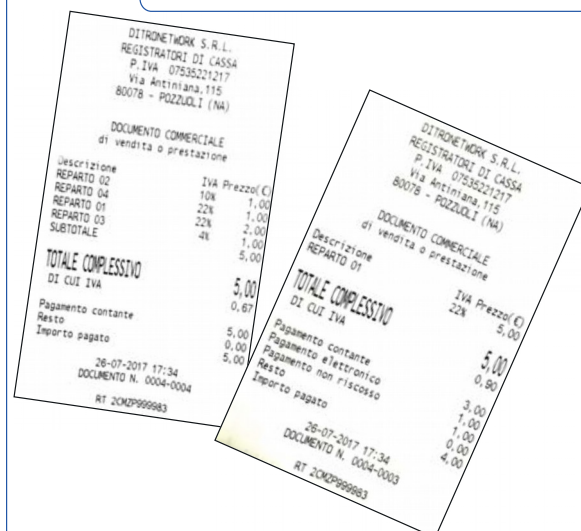 DITRONETWORK S.R.L.
REGISTRATORI DI CASSA
P.IVA 07535221217
Via Antiniana,115
80078 - POZZUOLI (NA)
DOCUMENTO COMMERCIALE
di vendita o prestazione
Descrizione IVA Prezzo(€)
REPARTO 02 10% 1,00
REPARTO 04 22% 1,00
REPARTO 01 22% 2,00
REPARTO 03 4% 1,00
SUBTOTALE 5,00
TOTALE COMPLESSIVO 5,00
DI CUI IVA 0,67
Pagamento contante 5,00
Resto 0,00
Importo pagato 5,00
26-07-2017 17:34
DOCUMENTO N. 0004-0004
RT 2CMZP999983
DITRONETWORK S.R.L.
REGISTRATORI DI CASSA
P.IVA 07535221217
Via Antiniana,115
80078 - POZZUOLI (NA)
DOCUMENTO COMMERCIALE
di vendita o prestazione
Descrizione IVA Prezzo(€)
REPARTO 01 22% 5,00
TOTALE COMPLESSIVO 5,00
DI CUI IVA 0,90
Pagamento contante 3,00
Pagamento elettronico 1,00
Pagamento non riscosso 1,00
Resto 0,00
Importo pagato 4,00
26-07-2017 17:34
DOCUMENTO N. 0004-0003
RT 2CMZP999983